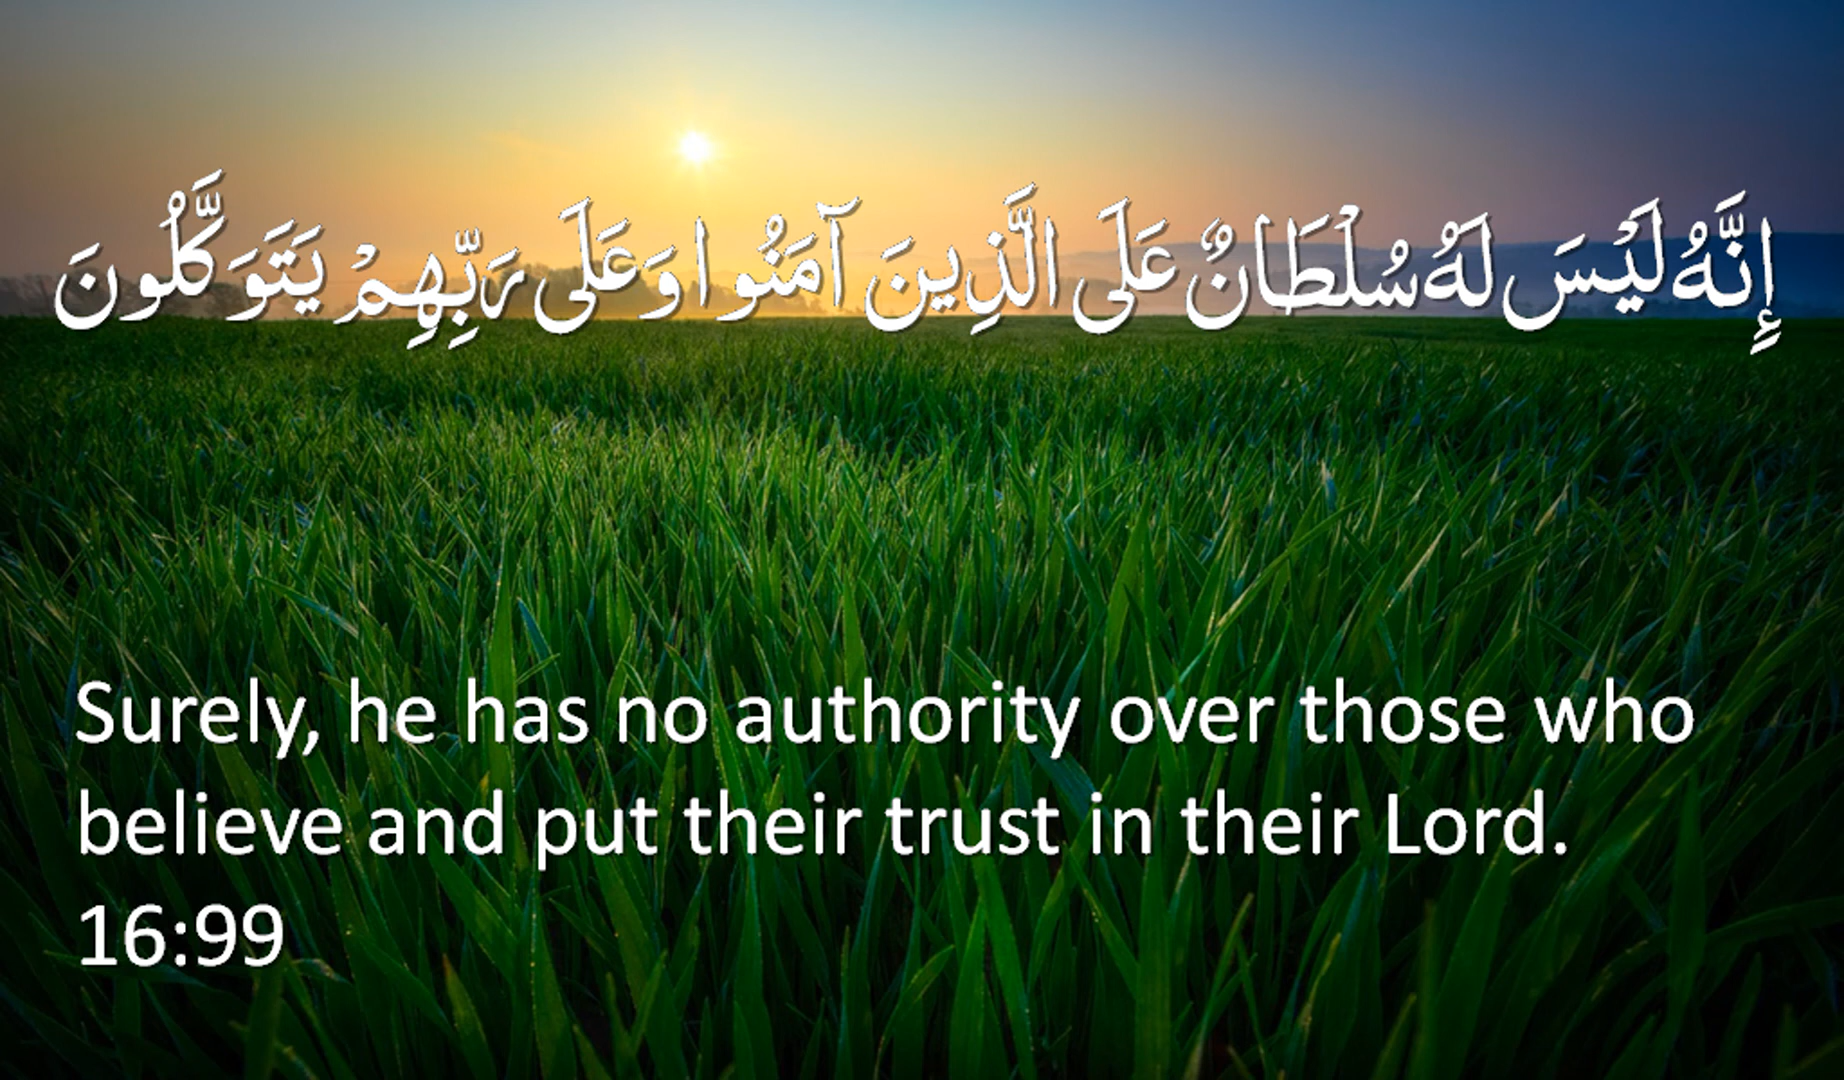 إِنَّهُ لَيْسَ لَهُ سُلْطَانٌ عَلَى الَّذِينَ آمَنُوا وَعَلَى رَبِّهِمْ يَتَوَكَّلُونَ
Surely, he has no authority over those who
believe and put their trust in their Lord.
16:99